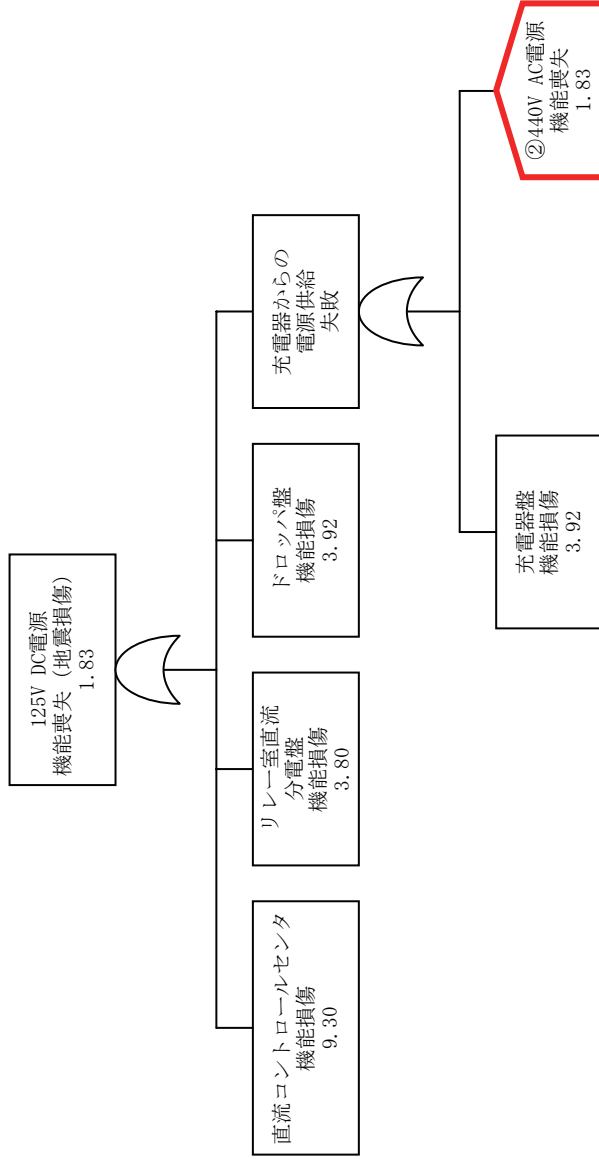 125V DC電源
機能喪失（地震損傷）
1.83
直流コントロールセンタ
機能損傷
9.30
リレー室直流
分電盤
機能損傷
3.80
ドロッパ盤
機能損傷
3.92
充電器からの
電源供給
失敗
充電器盤
機能損傷
3.92
②440V AC電源
機能喪失
1.83